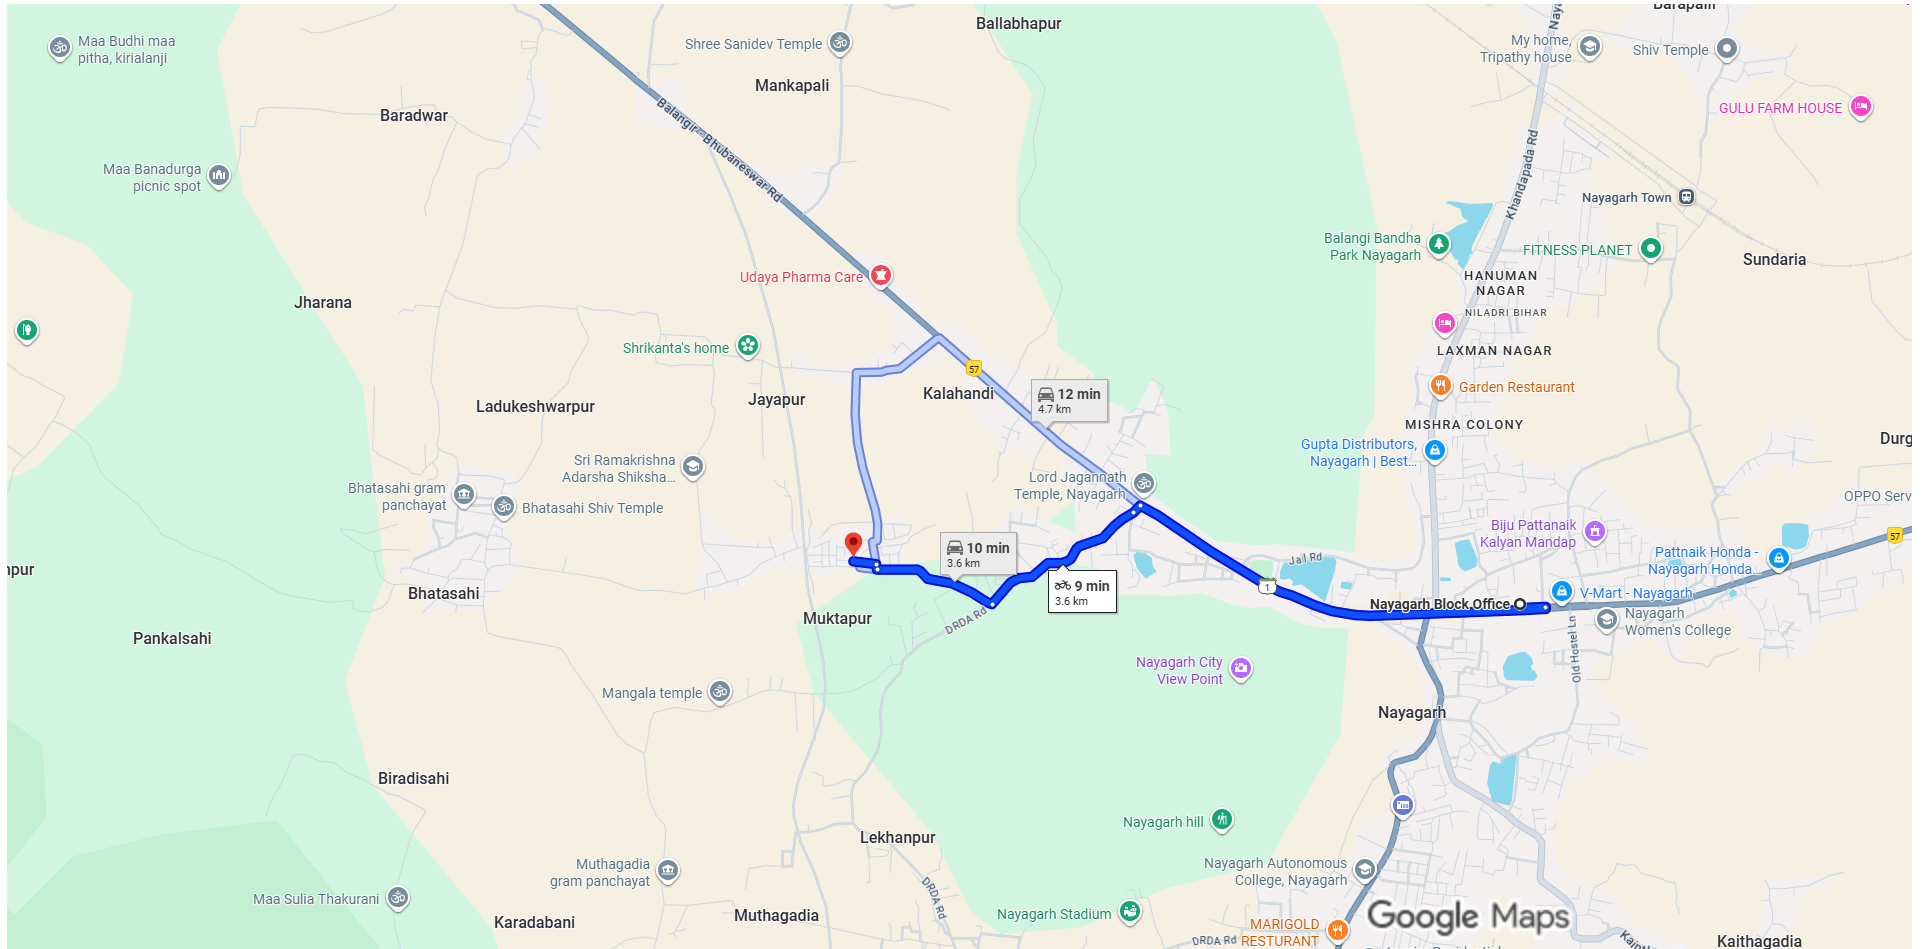 Ballabhapur
Barapalli
Maa Budhi maa
pitha, kirialanji
Shree Sanidev Temple
My home,
Tripathy house
Shiv Temple
Mankapali
GULU FARM HOUSE
Baradwar
Balangir - Bhubaneswar Rd
Khandapada Rd
Maa Banadurga
picnic spot
Nayagarh Town
Balangi Bandha
Park Nayagarh
FITNESS PLANET
Sundaria
Udaya Pharma Care
HANUMAN
NAGAR
Jharana
NILADRI BIHAR
Shrikanta's home
LAXMAN NAGAR
57
Garden Restaurant
Kalahandi
12 min
4.7 km
Jayapur
Ladukeshwarpur
MISHRA COLONY
Gupta Distributors,
Nayagarh | Best...
Durg
Sri Ramakrishna
Adarsha Shiksha...
Lord Jagannath
Temple, Nayagarh
Bhatasahi gram
panchayat
Bhatasahi Shiv Temple
OPPO Serv
Biju Pattanaik
Kalyan Mandap
57
10 min
3.6 km
Jail Rd
Pattnaik Honda -
Nayagarh Honda...
npur
9 min
3.6 km
1
Bhatasahi
V-Mart - Nayagarh
Nayagarh Block Office
Nayagarh
Women's College
Muktapur
DRDA Rd
Old Hostel Ln
Pankalsahi
Nayagarh City
View Point
Mangala temple
Nayagarh
Biradisahi
Nayagarh hill
Lekhanpur
Muthagadia
gram panchayat
Nayagarh Autonomous
College, Nayagarh
DRDA Rd
Maa Sulia Thakurani
Karadabani
Muthagadia
Nayagarh Stadium
Google Maps
MARIGOLD
RESTURANT
DRDA Rd
Kaithagadia